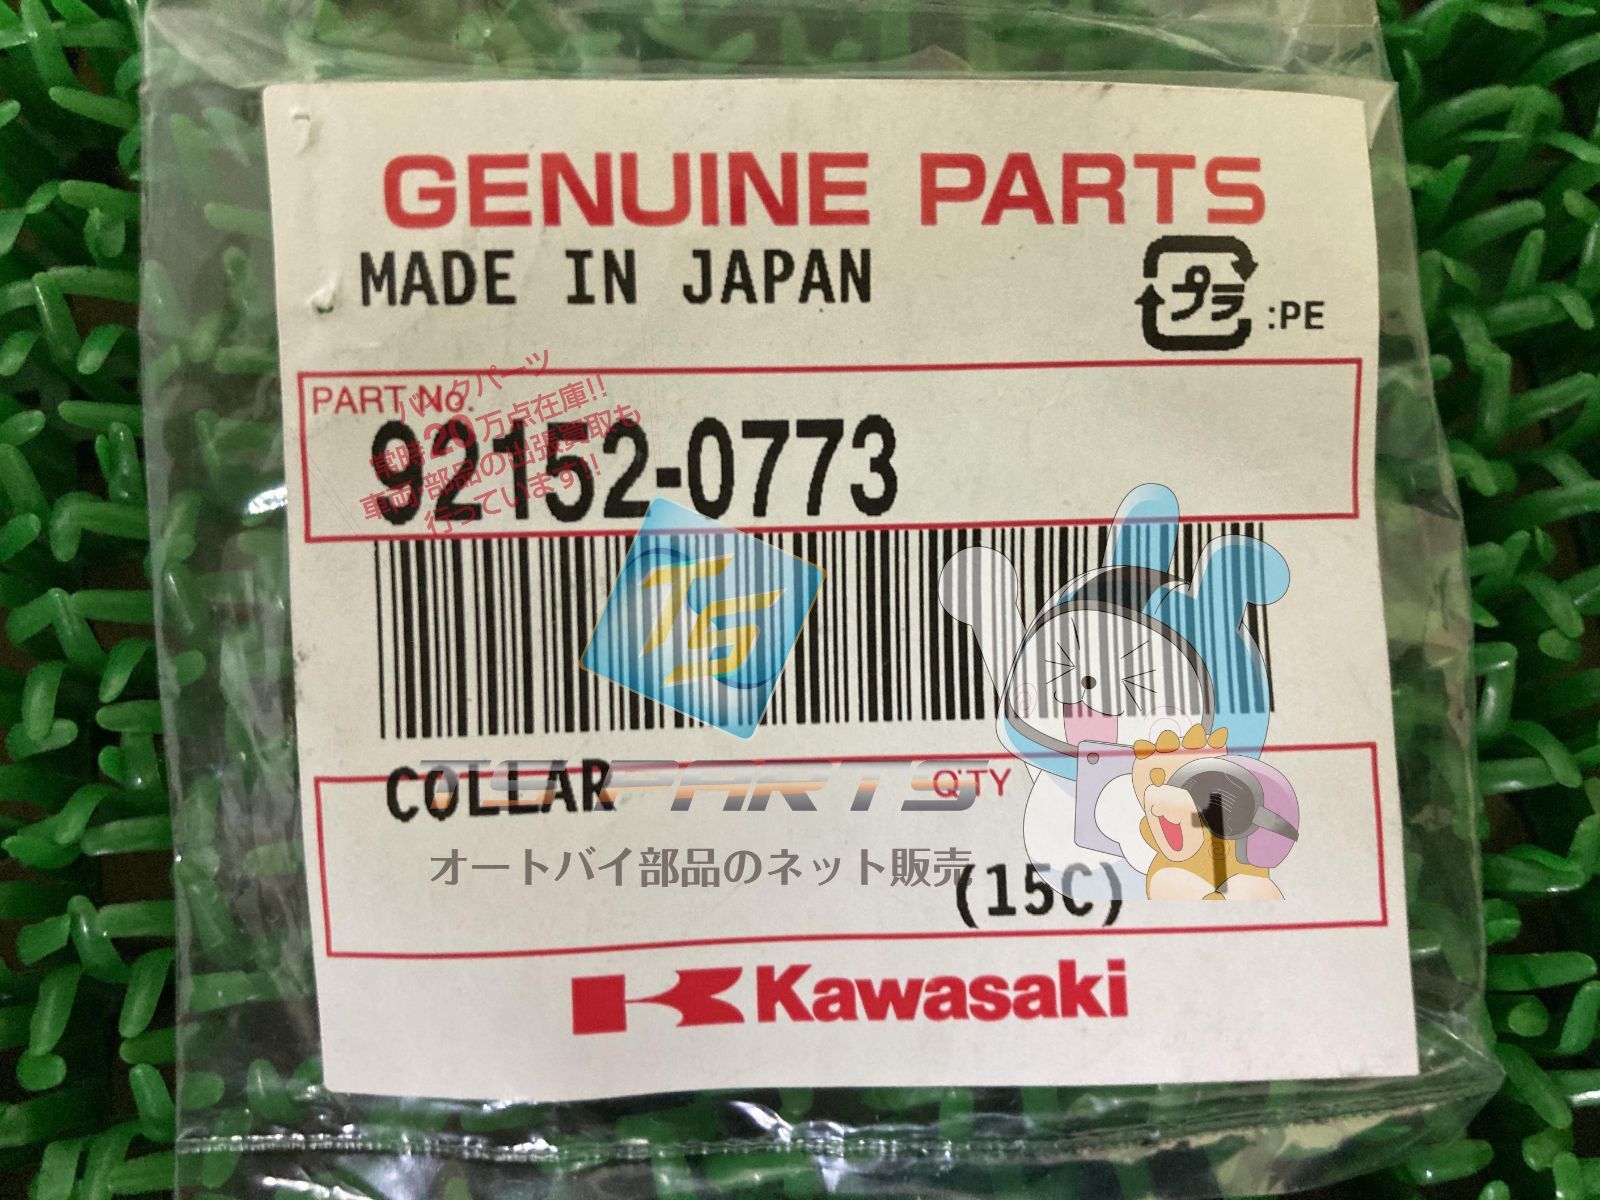 GENUINE PARTS
MADE IN JAPAN
プラ :PE
PART No.
バイクパーツ
常時20万点在庫!!
車両/部品の出張買取も
行っています!!
92152-0773
TS
COLLAR
Q'TY
1
TS PARTS
オートバイ部品のネット販売
(15C)
Kawasaki